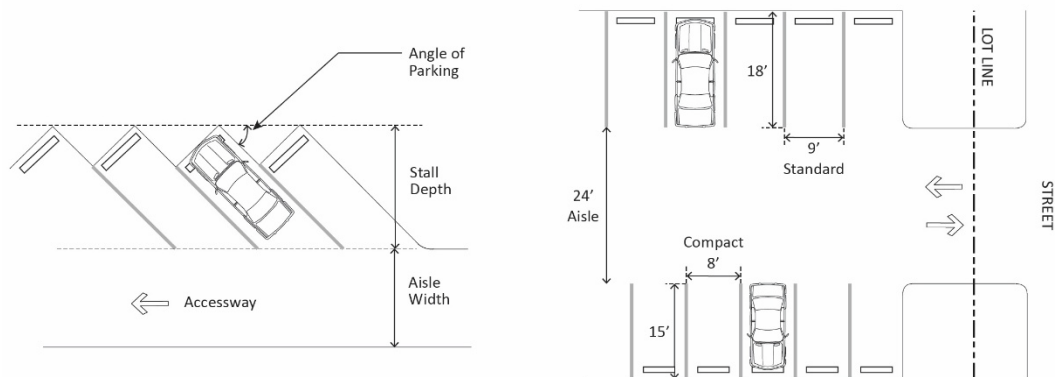 Angle of
Parking
Stall
Depth
Aisle
Width
Accessway
18’
9’
Standard
24’
Aisle
Compact
8’
15’
LOT LINE
STREET